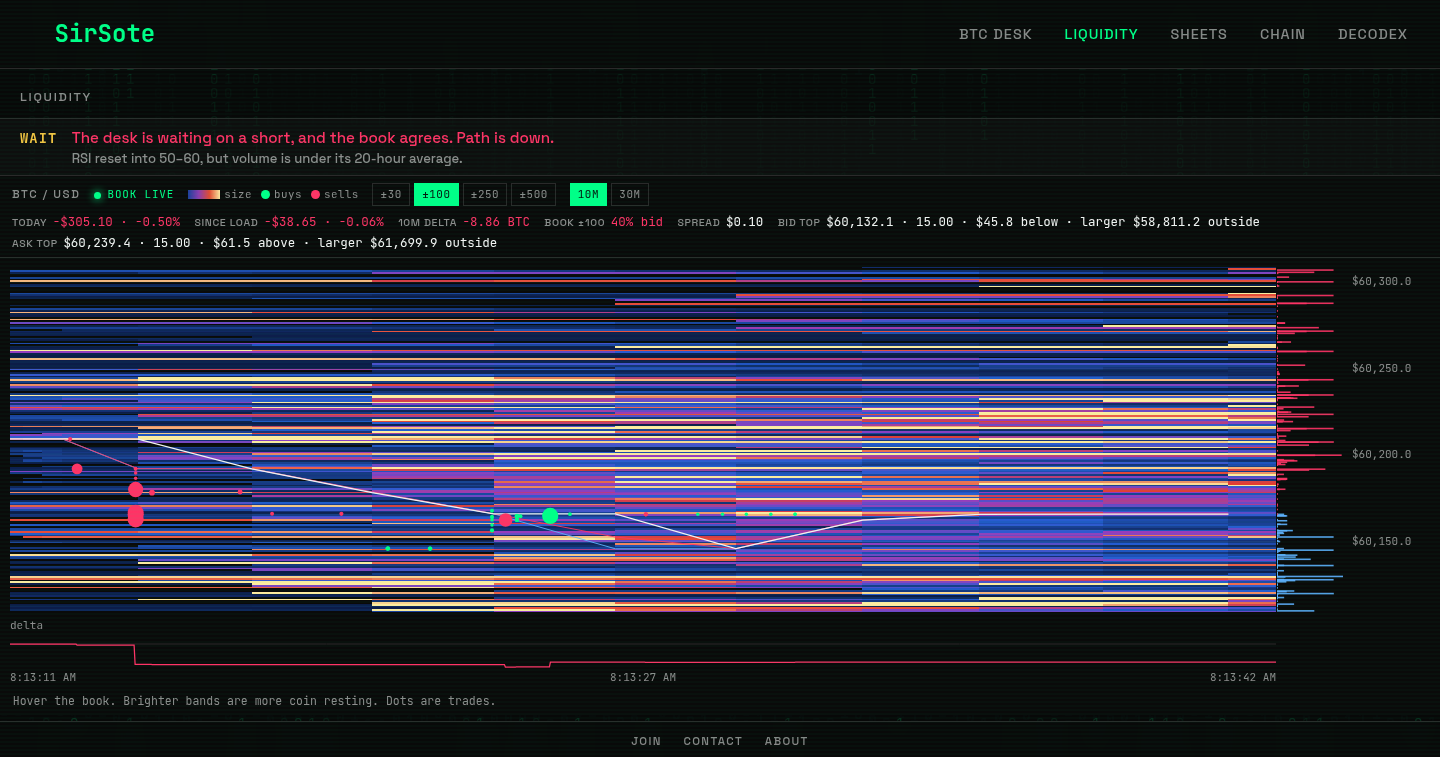 SirSote
BTC DESK LIQUIDITY SHEETS CHAIN DECODEX
LIQUIDITY
WAIT The desk is waiting on a short, and the book agrees. Path is down.
RSI reset into 50–60, but volume is under its 20-hour average.
BTC / USD BOOK LIVE size buys sells ±30 ±100 ±250 ±500 10M 30M
TODAY -$305.10 · -0.50% SINCE LOAD -$38.65 · -0.06% 10M DELTA -8.86 BTC BOOK ±100 40% bid SPREAD $0.10 BID TOP $60,132.1 · 15.00 · $45.8 below · larger $58,811.2 outside
ASK TOP $60,239.4 · 15.00 · $61.5 above · larger $61,699.9 outside
$60,300.0
$60,250.0
$60,200.0
$60,150.0
delta
8:13:11 AM 8:13:27 AM 8:13:42 AM
Hover the book. Brighter bands are more coin resting. Dots are trades.
JOIN CONTACT ABOUT